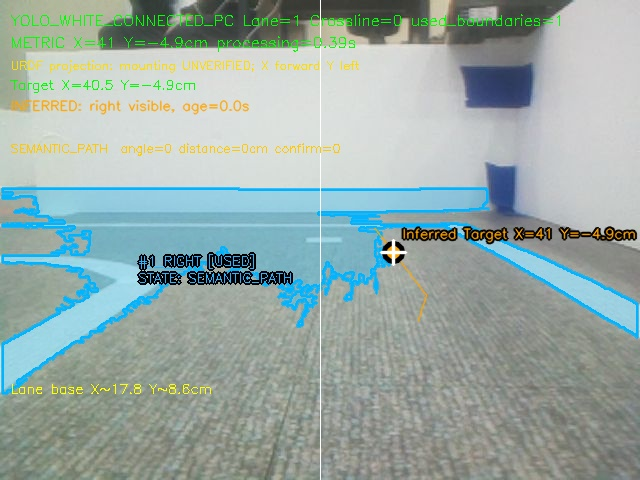 YOLO_WHITE_CONNECTED_PC Lane=1 Crossline=0 used_boundaries=1
METRIC X=41 Y=-4.9cm processing=0.39s
URDF projection: mounting UNVERIFIED; X forward Y left
Target X=40.5 Y=-4.9cm
INFERRED: right visible, age=0.0s
SEMANTIC_PATH angle=0 distance=0cm confirm=0
Inferred Target X=41 Y=-4.9cm
#1 RIGHT [USED]
STATE: SEMANTIC_PATH
Lane base X~17.8 Y~8.6cm